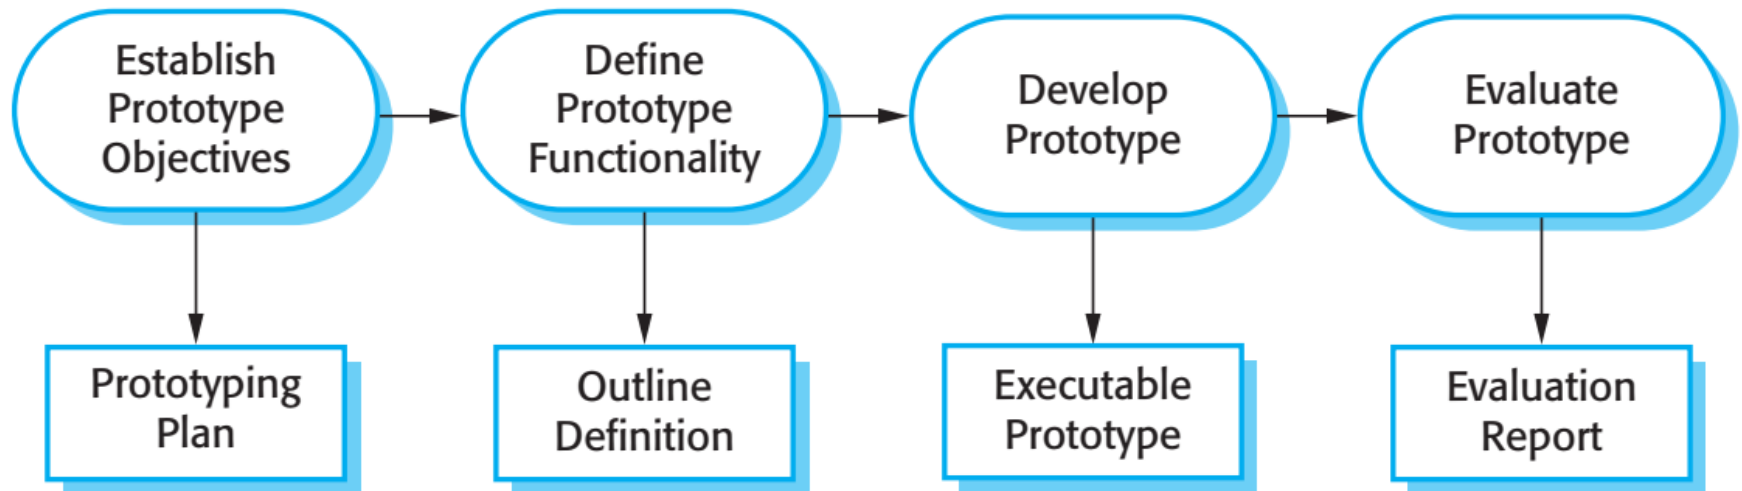 Establish
Prototype
Objectives
Define
Prototype
Functionality
Develop
Prototype
Evaluate
Prototype
Prototyping
Plan
Outline
Definition
Executable
Prototype
Evaluation
Report